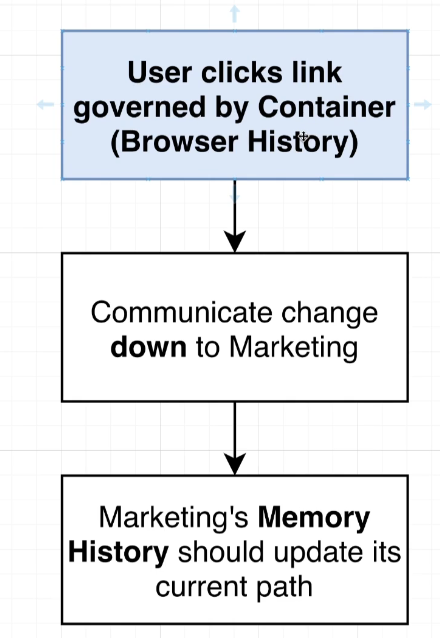 User clicks link
governed by Container
(Browser History)
Communicate change
down to Marketing
Marketing's Memory
History should update its
current path